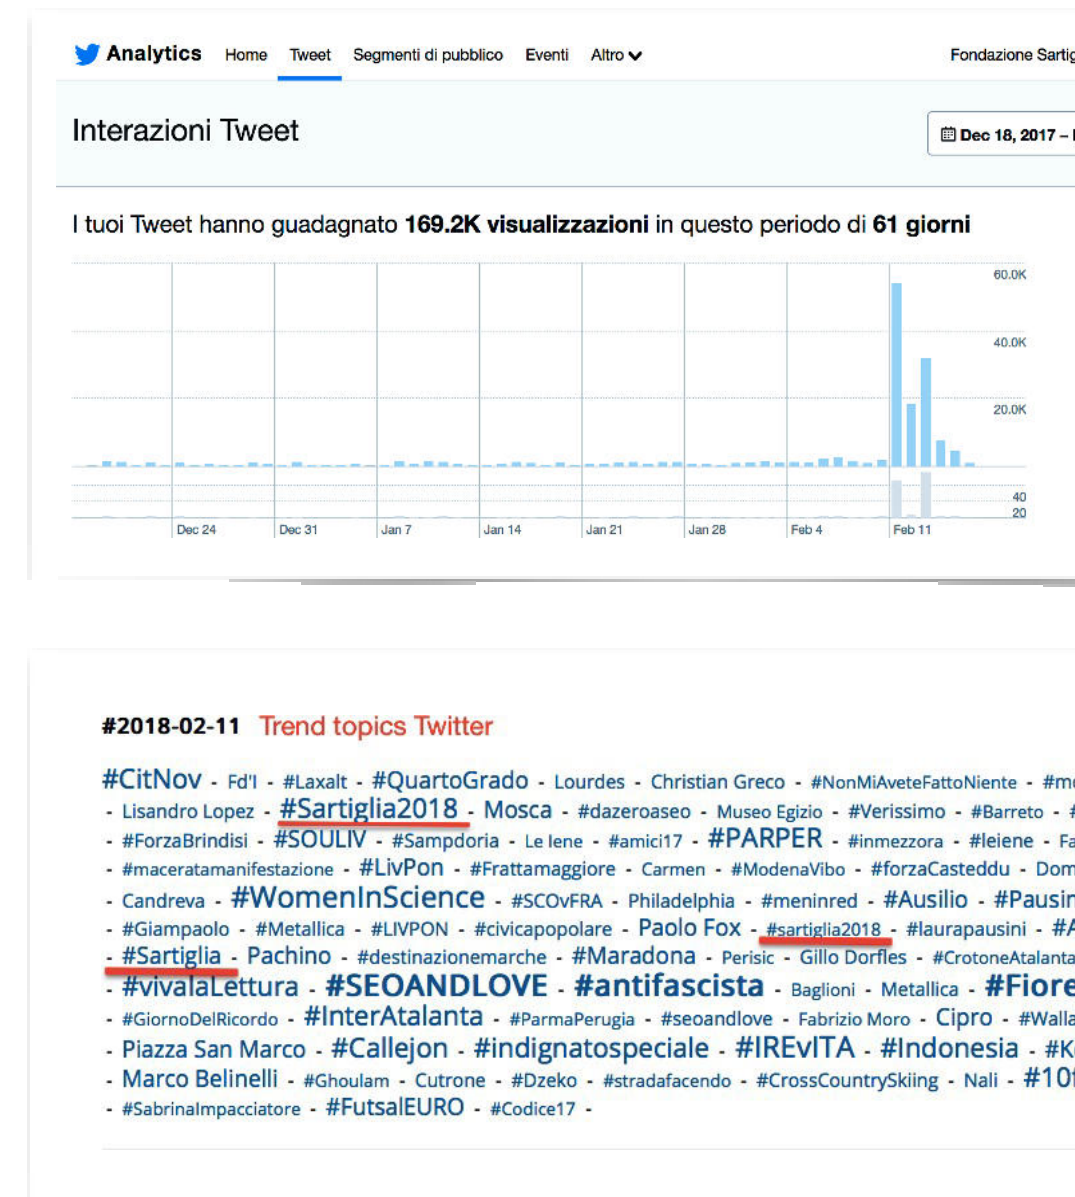 Analytics Home Tweet Segmenti di pubblico Eventi Altro Fondazione Sartig
Interazioni Tweet
Dec 18, 2017 –
I tuoi Tweet hanno guadagnato 169.2K visualizzazioni in questo periodo di 61 giorni
60.0K
40.0K
20.0K
40
20
Dec 24 Dec 31 Jan 7 Jan 14 Jan 21 Jan 28 Feb 4 Feb 11
#2018-02-11 Trend topics Twitter
#CitNov - Fd'I - #Laxalt - #QuartoGrado - Lourdes - Christian Greco - #NonMiAveteFattoNiente - #m
- Lisandro Lopez - #Sartiglia2018 - Mosca - #dazeroaseo - Museo Egizio - #Verissimo - #Barreto - #
- #ForzaBrindisi - #SOULIV - #Sampdoria - Le Iene - #amici17 - #PARPER - #inmezzora - #leiene - Fa
- #maceratamanifestazione - #LivPon - #Frattamaggiore - Carmen - #ModenaVibo - #forzaCasteddu - Dom
- Candreva - #WomenInScience - #SCOvFRA - Philadelphia - #meninred - #Ausilio - #Pausin
- #Giampaolo - #Metallica - #LIVPON - #civicapopolare - Paolo Fox - #sartiglia2018 - #laurapausini - #A
- #Sartiglia - Pachino - #destinazionemarche - #Maradona - Perisic - Gillo Dorfles - #CrotoneAtalanta
- #vivalaLettura - #SEOANDLOVE - #antifascista - Baglioni - Metallica - #Fiore
- #GiornoDelRicordo - #InterAtalanta - #ParmaPerugia - #seoandlove - Fabrizio Moro - Cipro - #Walla
- Piazza San Marco - #Callejon - #indignatospeciale - #IREvITA - #Indonesia - #K
- Marco Belinelli - #Ghoulam - Cutrone - #Dzeko - #stradafacendo - #CrossCountrySkiing - Nali - #10
- #SabrinaImpacciatore - #FutsalEURO - #Codice17 -